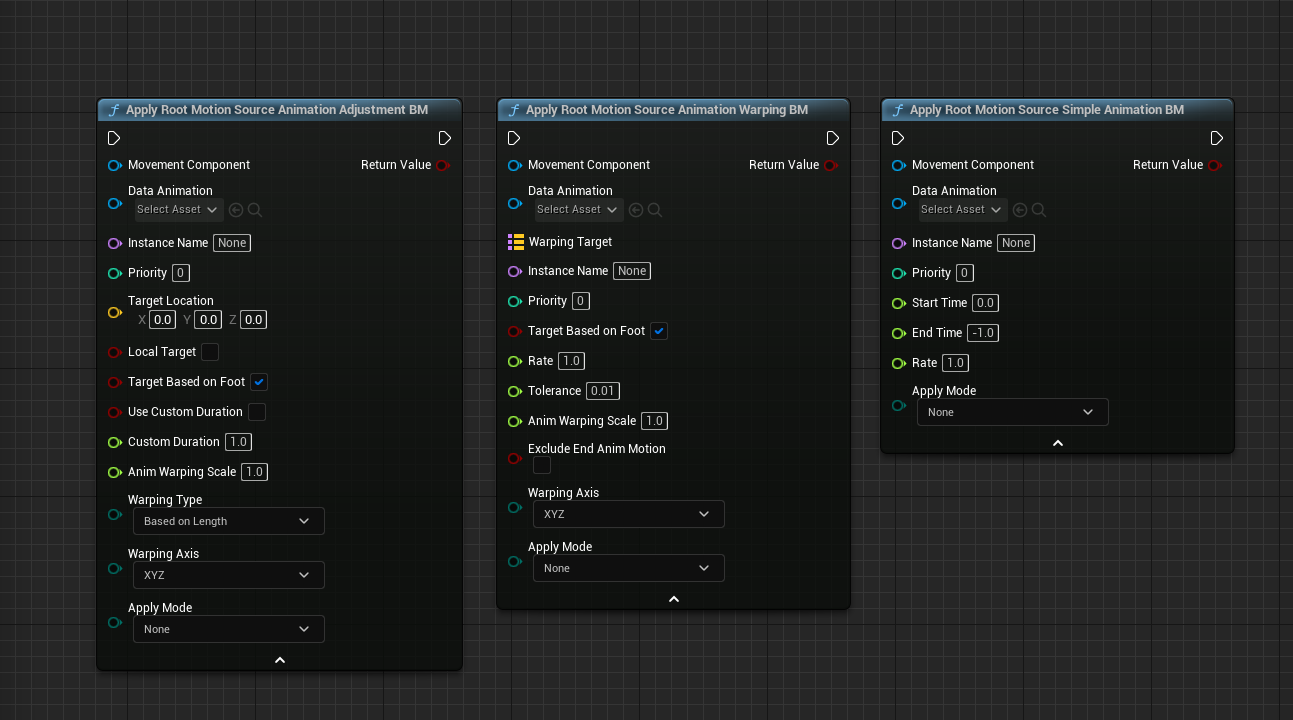 Apply Root Motion Source Animation Adjustment BM
Movement Component
Return Value
Data Animation
Select Asset
Instance Name None
Priority 0
Target Location
X 0.0 Y 0.0 Z 0.0
Local Target
Target Based on Foot
Use Custom Duration
Custom Duration 1.0
Anim Warping Scale 1.0
Warping Type
Based on Length
Warping Axis
XYZ
Apply Mode
None
Apply Root Motion Source Animation Warping BM
Movement Component
Return Value
Data Animation
Select Asset
Warping Target
Instance Name None
Priority 0
Target Based on Foot
Rate 1.0
Tolerance 0.01
Anim Warping Scale 1.0
Exclude End Anim Motion
Warping Axis
XYZ
Apply Mode
None
Apply Root Motion Source Simple Animation BM
Movement Component
Return Value
Data Animation
Select Asset
Instance Name None
Priority 0
Start Time 0.0
End Time -1.0
Rate 1.0
Apply Mode
None